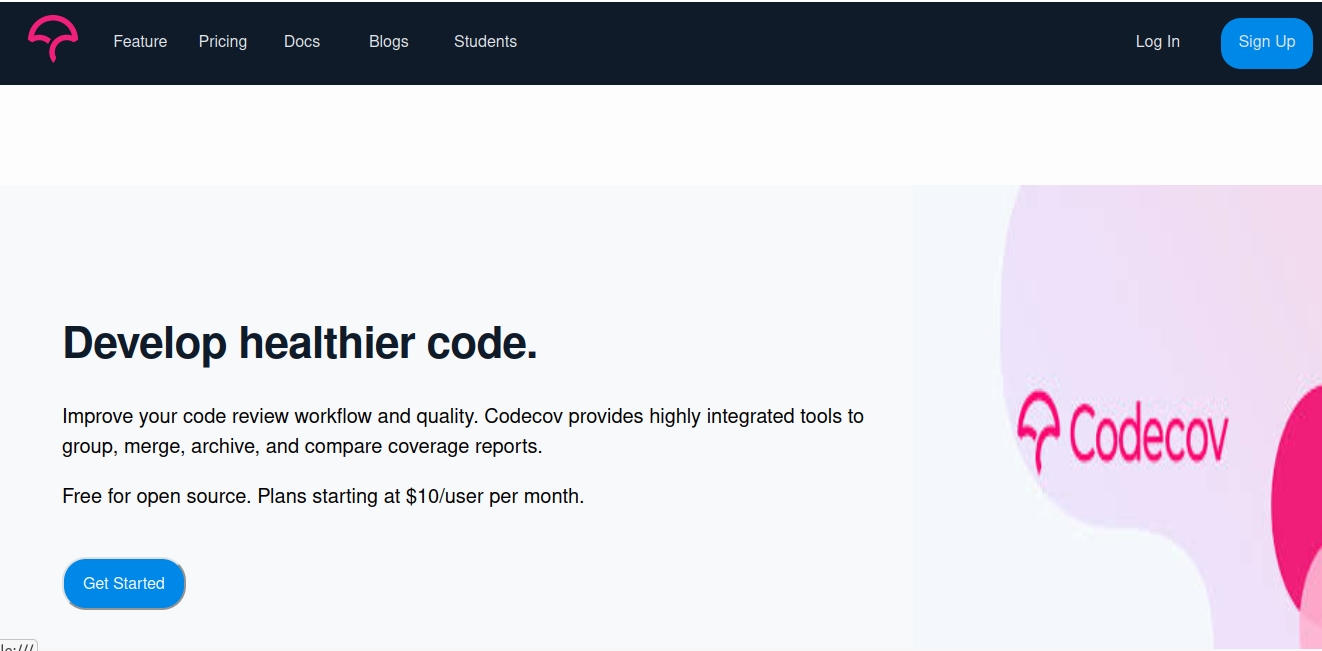 Feature Pricing Docs Blogs Students Log In Sign Up
Develop healthier code.
Improve your code review workflow and quality. Codecov provides highly integrated tools to
group, merge, archive, and compare coverage reports.
Free for open source. Plans starting at $10/user per month.
Codecov
Get Started